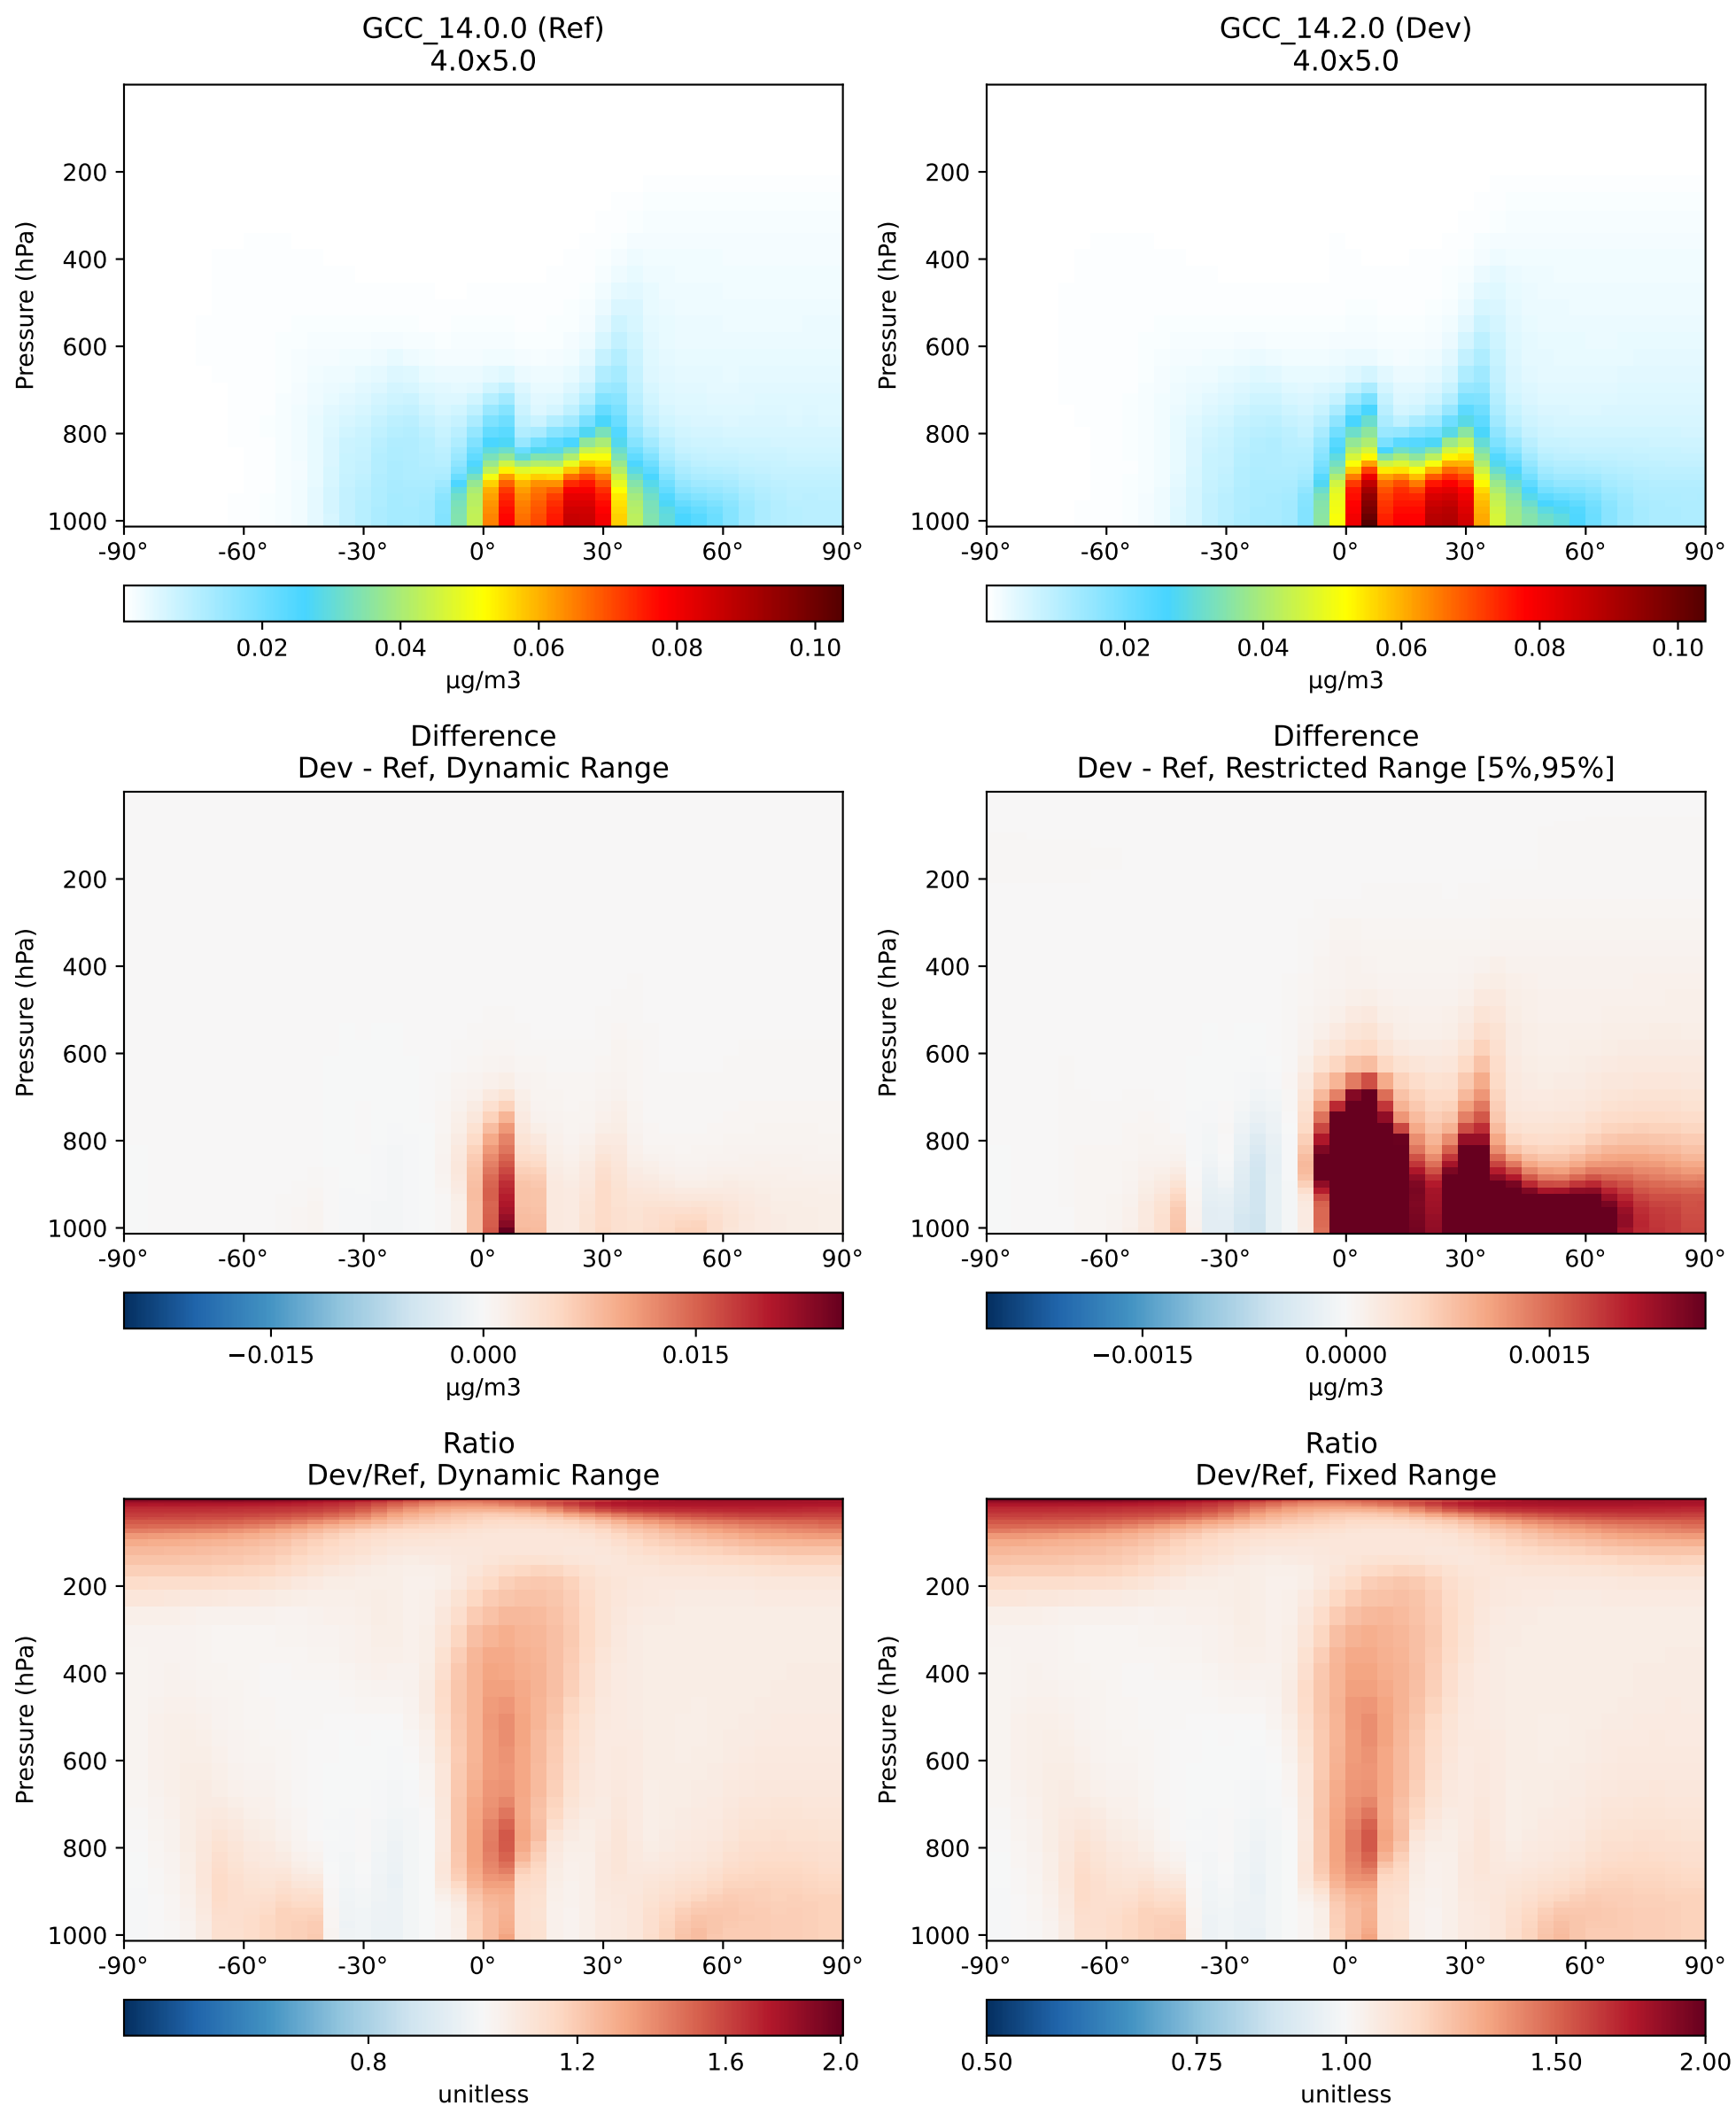 GCC_14.0.0 (Ref)
4.0x5.0
Pressure (hPa)
200
400
600
800
1000
-90° -60° -30° 0° 30° 60° 90°
0.02 0.04 0.06 0.08 0.10
µg/m3
GCC_14.2.0 (Dev)
4.0x5.0
Pressure (hPa)
200
400
600
800
1000
-90° -60° -30° 0° 30° 60° 90°
0.02 0.04 0.06 0.08 0.10
µg/m3
Difference
Dev - Ref, Dynamic Range
Pressure (hPa)
200
400
600
800
1000
-90° -60° -30° 0° 30° 60° 90°
−0.015 0.000 0.015
µg/m3
Difference
Dev - Ref, Restricted Range [5%,95%]
Pressure (hPa)
200
400
600
800
1000
-90° -60° -30° 0° 30° 60° 90°
−0.0015 0.0000 0.0015
µg/m3
Ratio
Dev/Ref, Dynamic Range
Pressure (hPa)
200
400
600
800
1000
-90° -60° -30° 0° 30° 60° 90°
0.8 1.2 1.6 2.0
unitless
Ratio
Dev/Ref, Fixed Range
Pressure (hPa)
200
400
600
800
1000
-90° -60° -30° 0° 30° 60° 90°
0.50 0.75 1.00 1.50 2.00
unitless